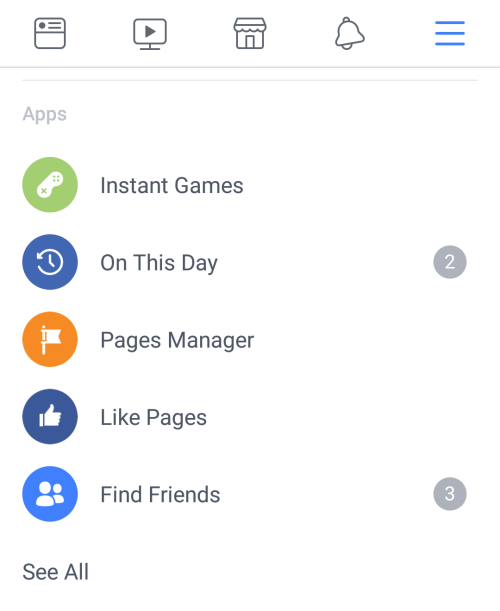 Apps
Instant Games
On This Day 2
Pages Manager
Like Pages
Find Friends 3
See All